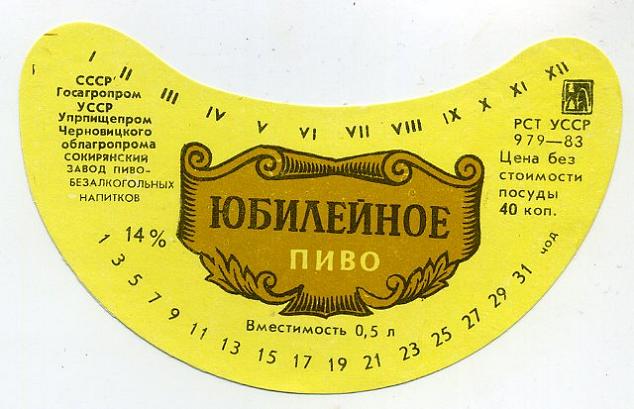 I II III IV V VI VII VIII IX X XI XII
СССР
Госагропром
УССР
Упрпищепром
Черновицкого
облагропрома
СОКИРЯНСКИЙ
ЗАВОД ПИВО-
БЕЗАЛКОГОЛЬНЫХ
НАПИТКОВ
14%
ЮБИЛЕЙНОЕ
ПИВО
РСТ УССР
979—83
Цена без
стоимости
посуды
40 коп.
Вместимость 0,5 л
1 3 5 7 9 11 13 15 17 19 21 23 25 27 29 31